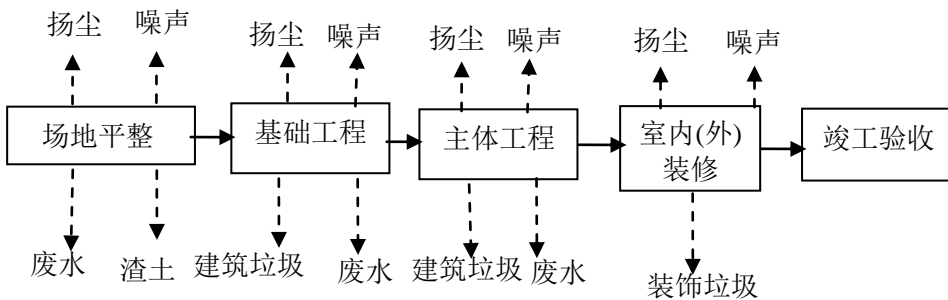 扬尘
噪声
扬尘
噪声
扬尘
噪声
扬尘
噪声
场地平整
基础工程
主体工程
室内(外)
装修
竣工验收
废水
渣土
建筑垃圾
废水
建筑垃圾
废水
装饰垃圾